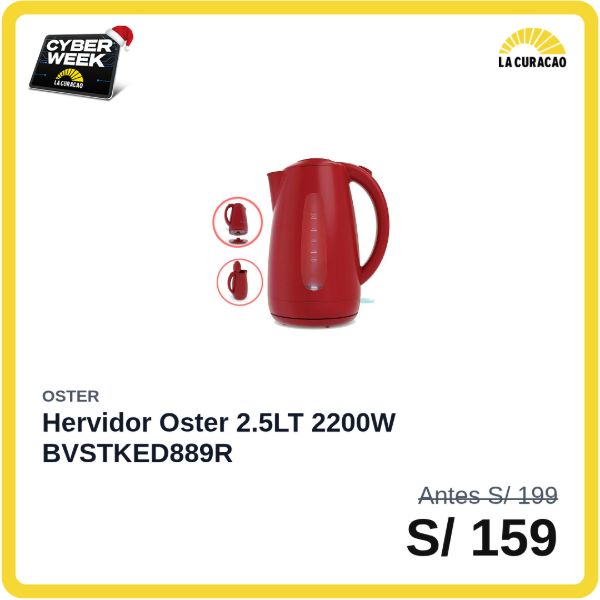 CYBER
WEEK
LA CURACAO
LA CURACAO
OSTER
Hervidor Oster 2.5LT 2200W
BVSTKED889R
Antes S/ 199
S/ 159